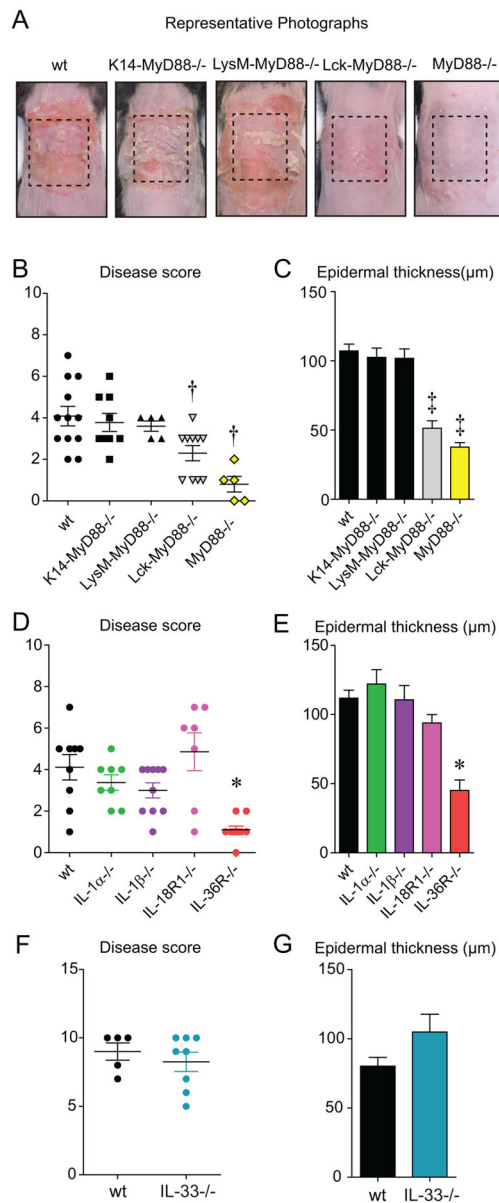 A
Representative Photographs
wt K14-MyD88-/- LysM-MyD88-/- Lck-MyD88-/- MyD88-/-
B
Disease score
10
8
6
4
2
0
†
†
wt
K14-MyD88-/-
LysM-MyD88-/-
Lck-MyD88-/-
MyD88-/-
C
Epidermal thickness(µm)
150
100
50
0
‡
‡
wt
K14-MyD88-/-
LysM-MyD88-/-
Lck-MyD88-/-
MyD88-/-
D
Disease score
10
8
6
4
2
0
*
wt
IL-1α-/-
IL-1β-/-
IL-18R1-/-
IL-36R-/-
E
Epidermal thickness (µm)
150
100
50
0
*
wt
IL-1α-/-
IL-1β-/-
IL-18R1-/-
IL-36R-/-
F
Disease score
15
10
5
0
wt IL-33-/-
G
Epidermal thickness (µm)
150
100
50
0
wt IL-33-/-